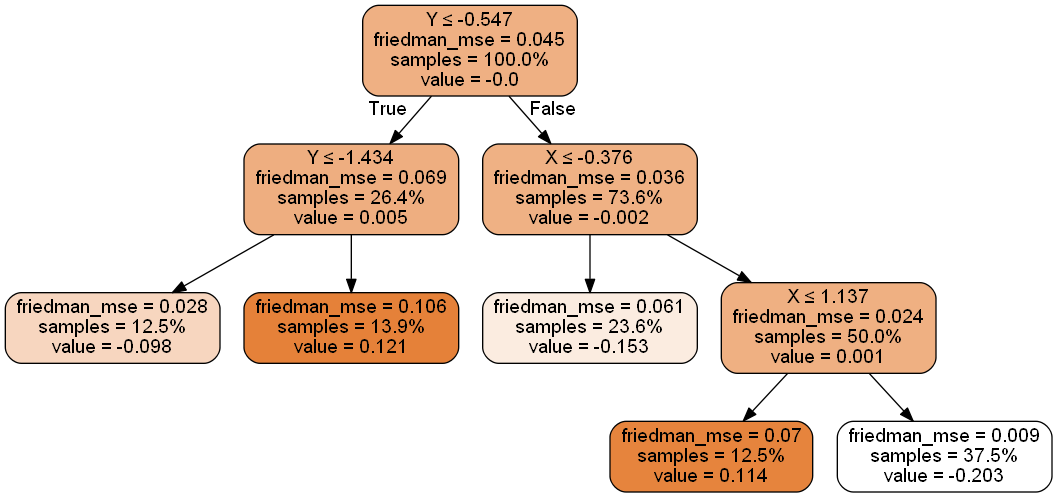 Y ≤ -0.547
friedman_mse = 0.045
samples = 100.0%
value = -0.0
True
False
Y ≤ -1.434
friedman_mse = 0.069
samples = 26.4%
value = 0.005
X ≤ -0.376
friedman_mse = 0.036
samples = 73.6%
value = -0.002
friedman_mse = 0.028
samples = 12.5%
value = -0.098
friedman_mse = 0.106
samples = 13.9%
value = 0.121
friedman_mse = 0.061
samples = 23.6%
value = -0.153
X ≤ 1.137
friedman_mse = 0.024
samples = 50.0%
value = 0.001
friedman_mse = 0.07
samples = 12.5%
value = 0.114
friedman_mse = 0.009
samples = 37.5%
value = -0.203